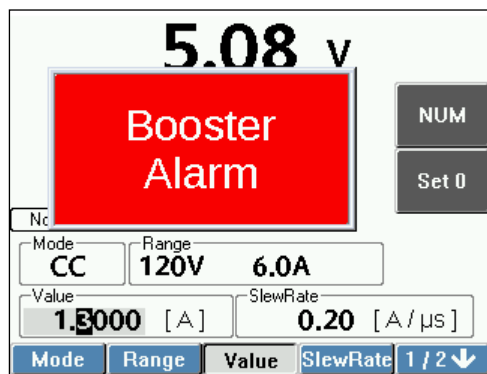 5.08 V
Booster
Alarm
NUM
Set 0
Mode
CC
Range
120V 6.0A
Value
1.3000 [A]
SlewRate
0.20 [A/µs]
Mode Range Value SlewRate 1/2